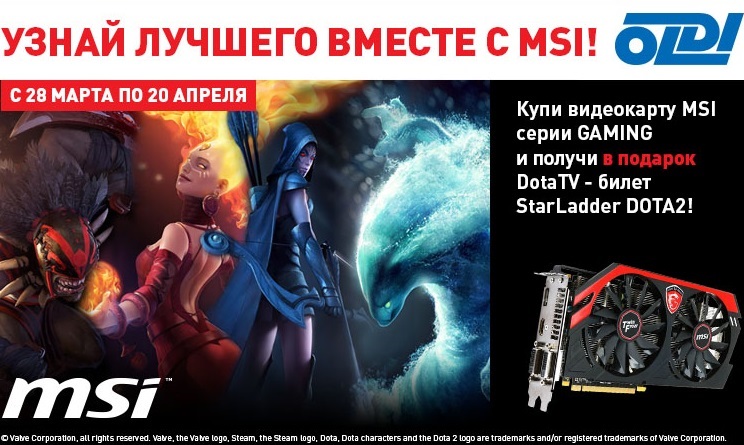 УЗНАЙ ЛУЧШЕГО ВМЕСТЕ С MSI! OLDI
С 28 МАРТА ПО 20 АПРЕЛЯ
Купи видеокарту MSI
серии GAMING
и получи в подарок
DotaTV - билет
StarLadder DOTA2!
msi
msi™
© Valve Corporation, all rights reserved. Valve, the Valve logo, Steam, the Steam logo, Dota, Dota characters and the Dota 2 logo are trademarks and/or registered trademarks of Valve Corporation.